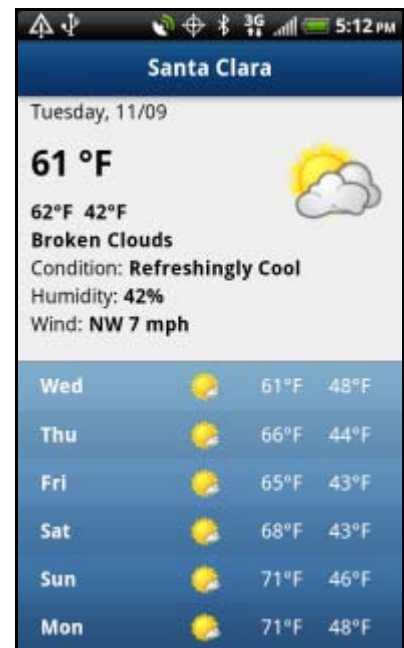 3G 5:12 PM
Santa Clara
Tuesday, 11/09
61 °F
62°F 42°F
Broken Clouds
Condition: Refreshingly Cool
Humidity: 42%
Wind: NW 7 mph
Wed 61°F 48°F
Thu 66°F 44°F
Fri 65°F 43°F
Sat 68°F 43°F
Sun 71°F 46°F
Mon 71°F 48°F